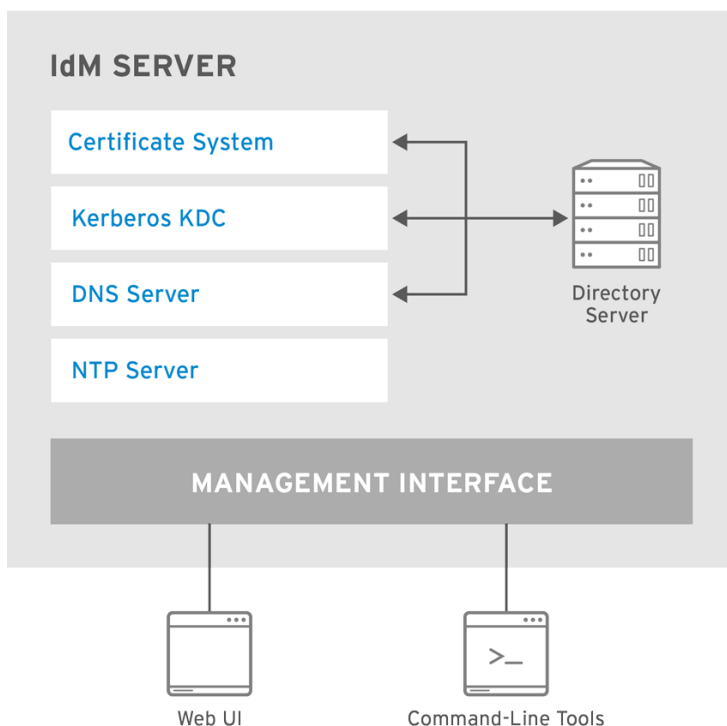 IdM SERVER
Certificate System
Kerberos KDC
DNS Server
Directory
Server
NTP Server
MANAGEMENT INTERFACE
>_
Web UI
Command-Line Tools